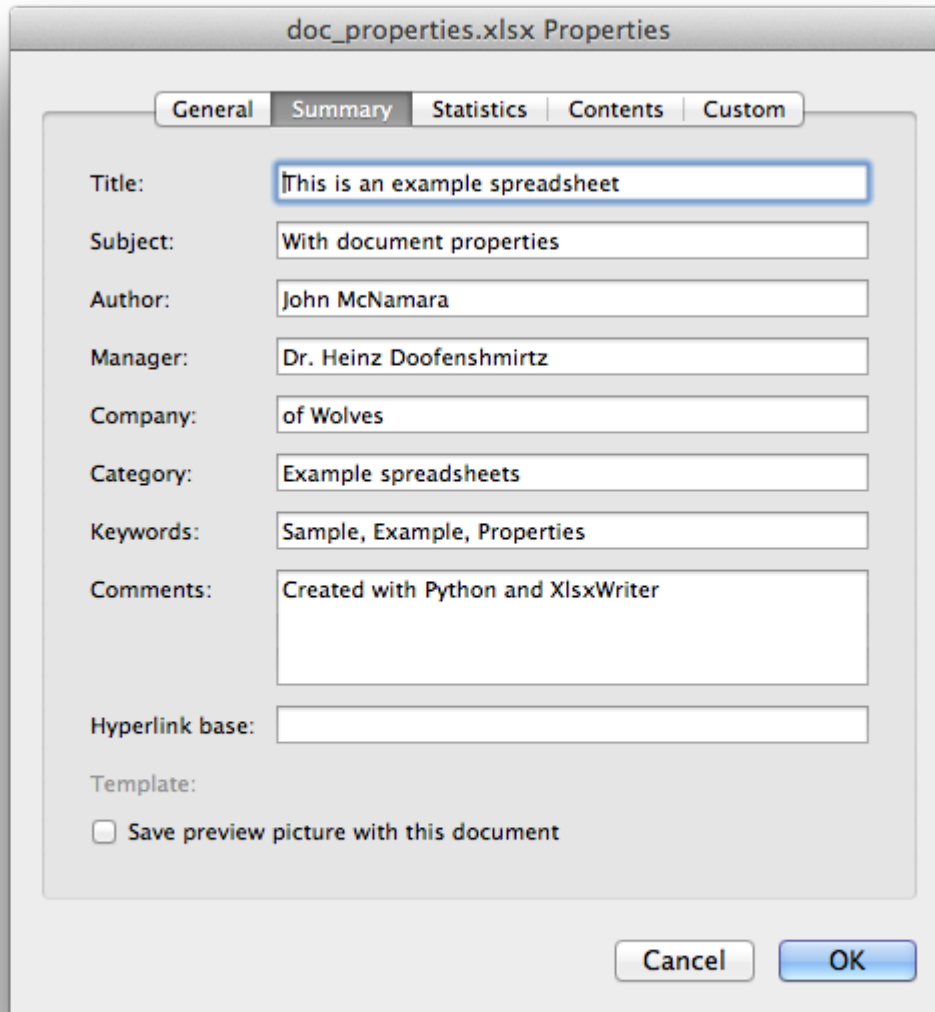 doc_properties.xlsx Properties
General Summary Statistics Contents Custom
Title: This is an example spreadsheet
Subject: With document properties
Author: John McNamara
Manager: Dr. Heinz Doofenshmirtz
Company: of Wolves
Category: Example spreadsheets
Keywords: Sample, Example, Properties
Comments: Created with Python and XlsxWriter
Hyperlink base:
Template:
Save preview picture with this document
Cancel OK